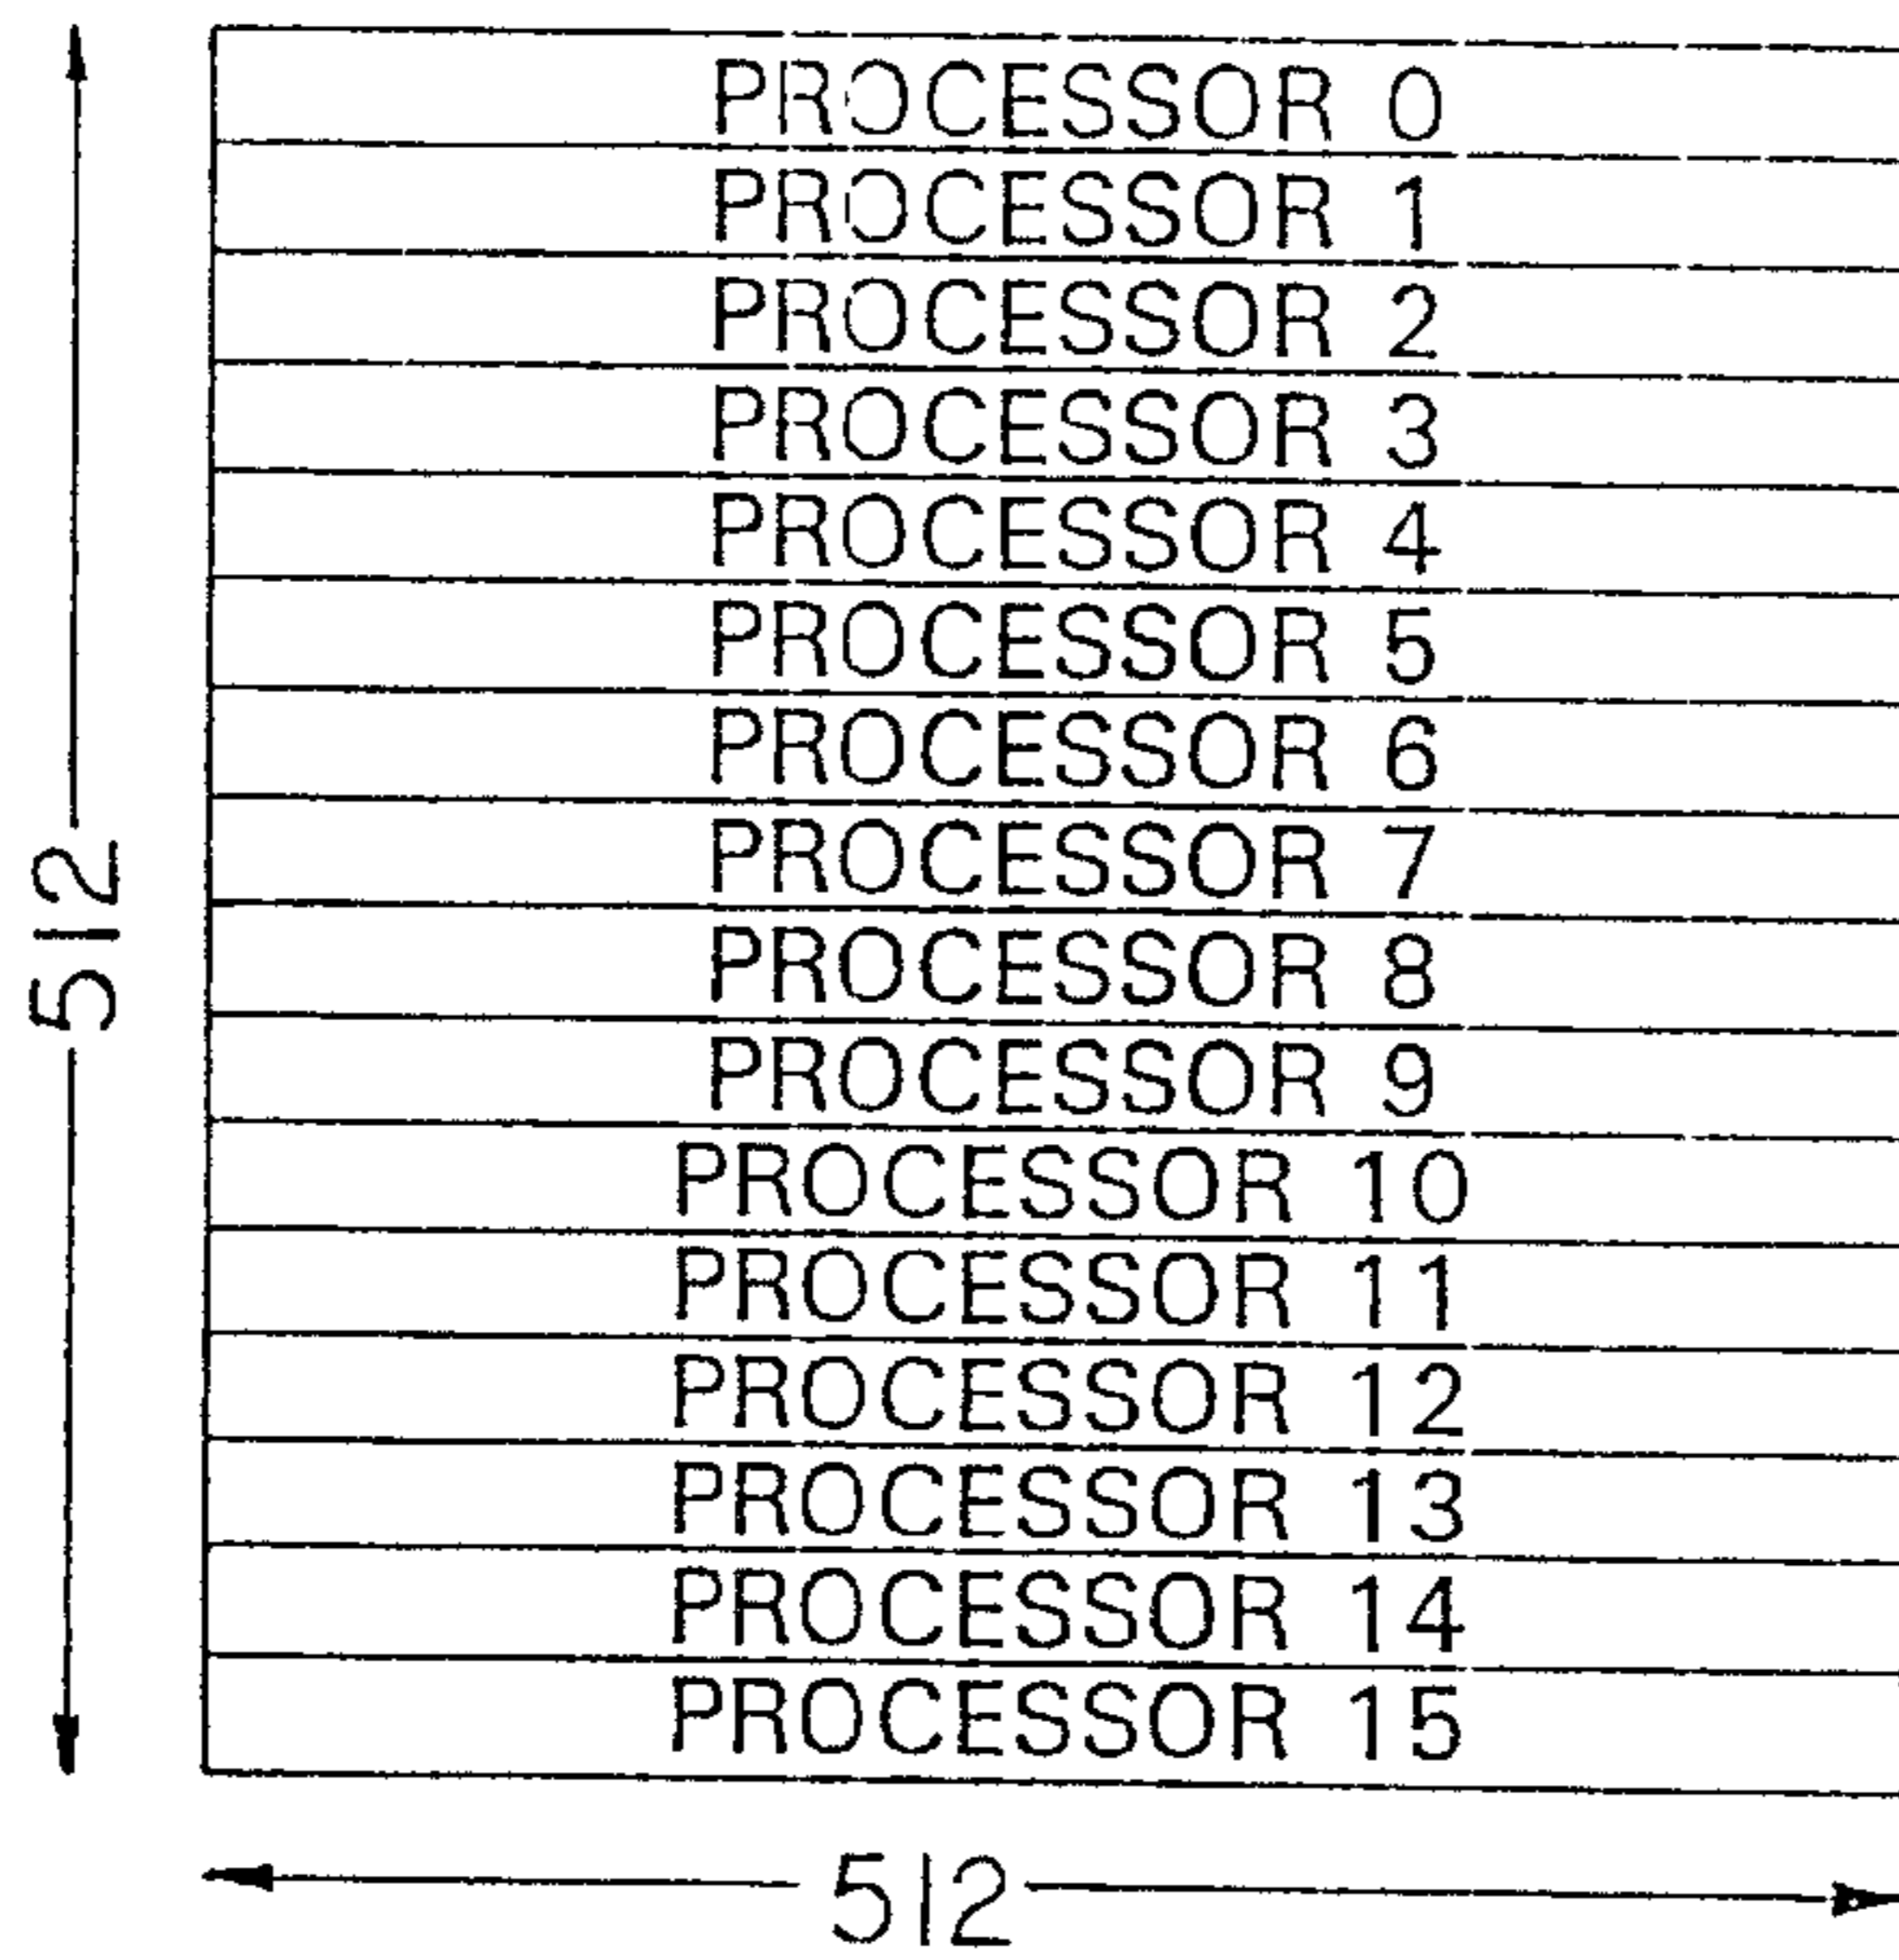 PROCESSOR 0
PROCESSOR 1
PROCESSOR 2
PROCESSOR 3
PROCESSOR 4
PROCESSOR 5
PROCESSOR 6
PROCESSOR 7
PROCESSOR 8
PROCESSOR 9
PROCESSOR 10
PROCESSOR 11
PROCESSOR 12
PROCESSOR 13
PROCESSOR 14
PROCESSOR 15
512
512